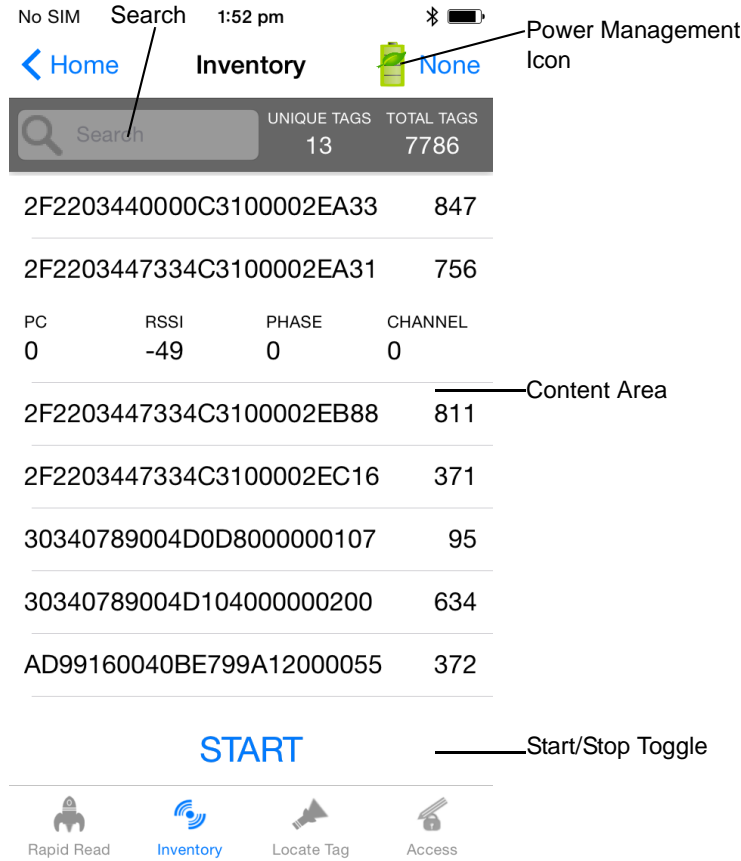 No SIM Search 1:52 pm
Power Management
Icon
Home Inventory None
Search UNIQUE TAGS TOTAL TAGS
13 7786
2F2203440000C3100002EA33 847
2F2203447334C3100002EA31 756
PC RSSI PHASE CHANNEL
0 -49 0 0
Content Area
2F2203447334C3100002EB88 811
2F2203447334C3100002EC16 371
30340789004D0D8000000107 95
30340789004D104000000200 634
AD99160040BE799A12000055 372
START Start/Stop Toggle
Rapid Read Inventory Locate Tag Access